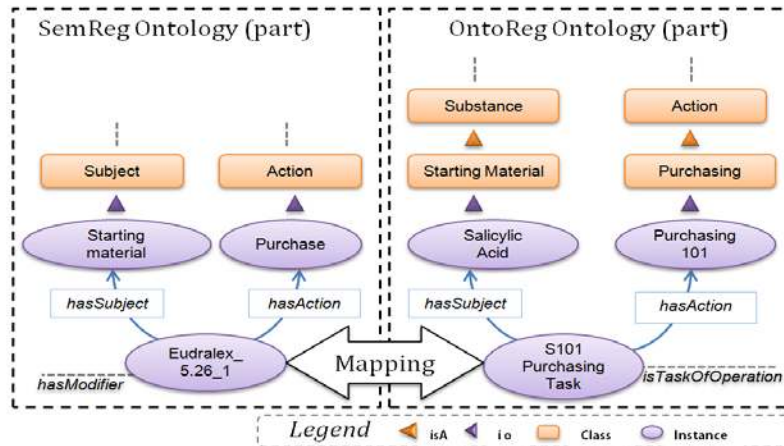 SemReg Ontology (part)
OntoReg Ontology (part)
Substance
Action
Subject
Action
Starting Material
Purchasing
Starting
material
Purchase
Salicylic
Acid
Purchasing
101
hasSubject
hasAction
hasSubject
hasAction
Eudralex_
5.26_1
Mapping
S101
Purchasing
Task
hasModifier
isTaskOfOperation
Legend
isA
io
Class
Instance